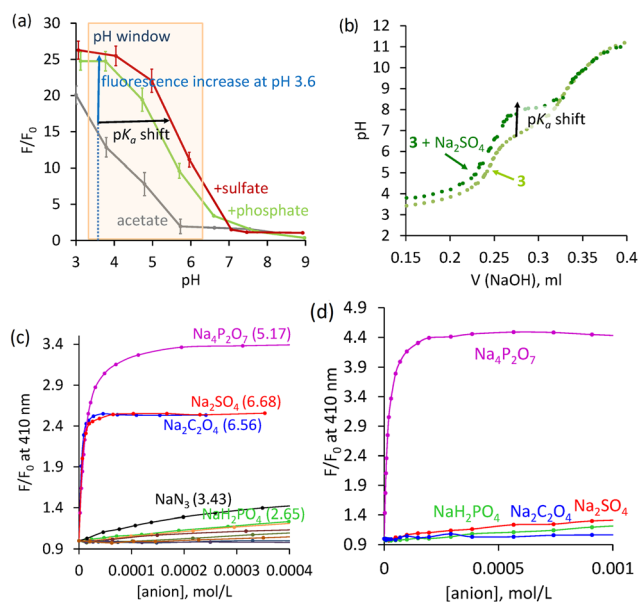 (a)
30
25
20
15
10
5
0
F/F₀
pH window
fluorescence increase at pH 3.6
pKₐ shift
+sulfate
+phosphate
acetate
3 4 5 6 7 8 9
pH
(b)
12
11
10
9
8
7
6
5
4
3
2
pH
pKₐ shift
3 + Na₂SO₄
3
0.15 0.2 0.25 0.3 0.35 0.4
V (NaOH), ml
(c)
3.4
2.9
2.4
1.9
1.4
0.9
F/F₀ at 410 nm
Na₄P₂O₇ (5.17)
Na₂SO₄ (6.68)
Na₂C₂O₄ (6.56)
NaN₃ (3.43)
NaH₂PO₄ (2.65)
0 0.0001 0.0002 0.0003 0.0004
[anion], mol/L
(d)
4.9
4.4
3.9
3.4
2.9
2.4
1.9
1.4
0.9
F/F₀ at 410 nm
Na₄P₂O₇
NaH₂PO₄ Na₂C₂O₄ Na₂SO₄
0 0.0005 0.001
[anion], mol/L